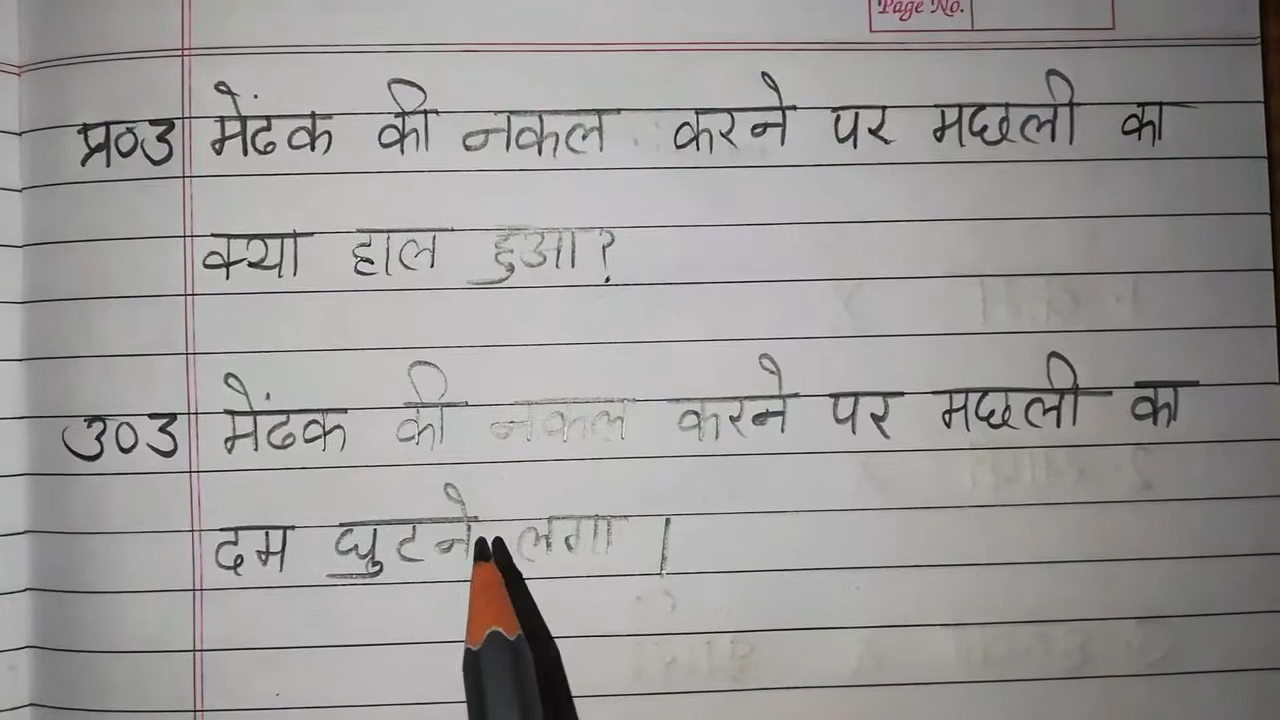 Page No.
प्र०3 मेंढक की नकल करने पर मछली का
क्या हाल हुआ?
उ०3 मेंढक की नकल करने पर मछली का
दम घुटने लगा।